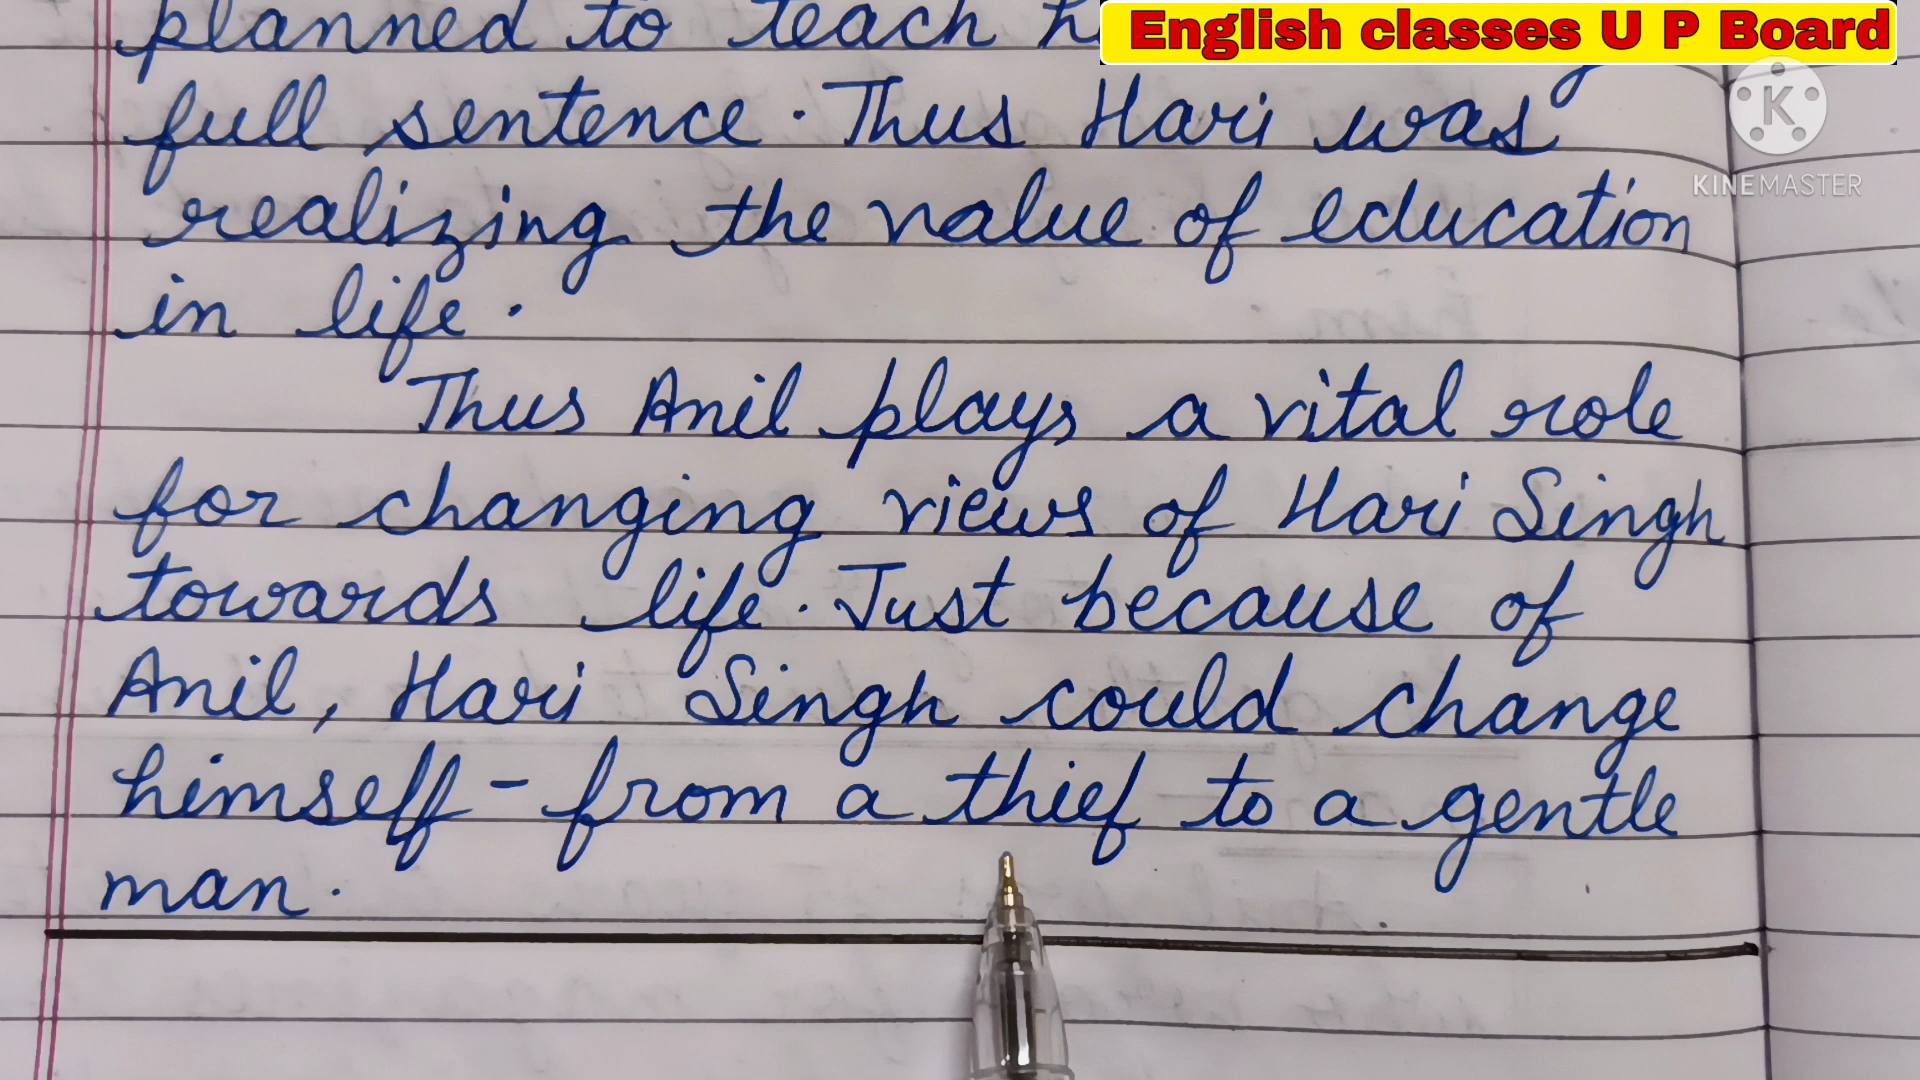 English classes U P Board
planned to teach
full sentence. Thus Hari was
KINEMASTER
realizing the value of education
in life.
Thus Anil plays a vital role
for changing views of Hari Singh
towards life. Just because of
Anil, Hari Singh could change
himself - from a thief to a gentle
man.